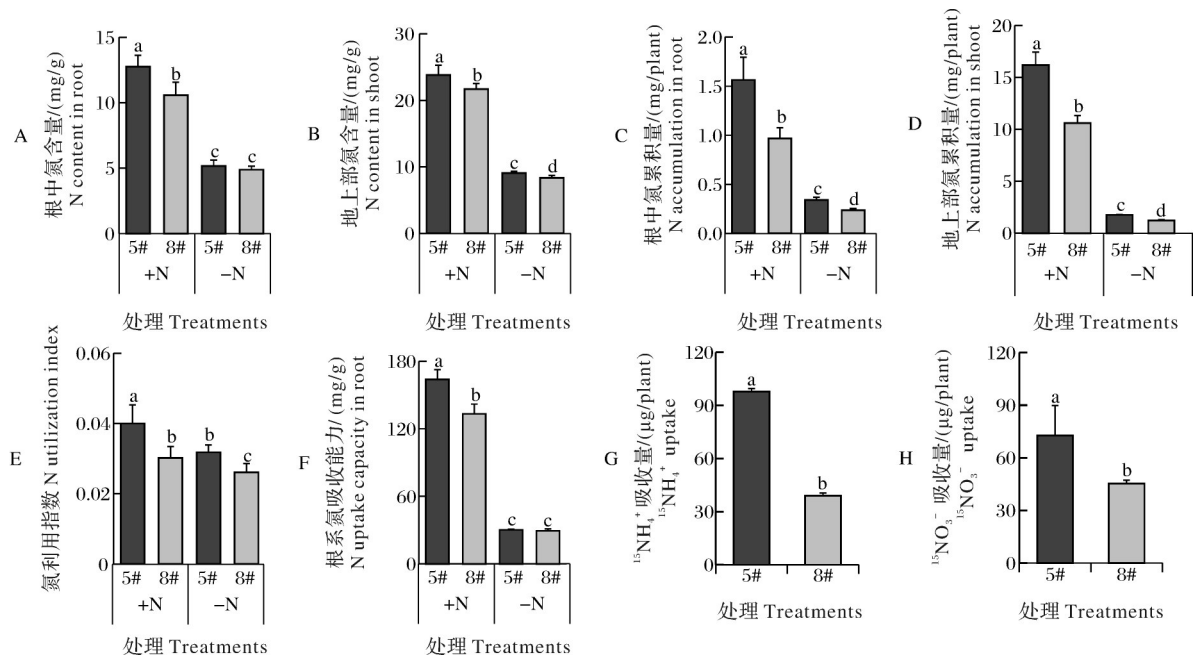 A
根中氮含量/(mg/g)
N content in root
15
10
5
0
a
b
c
c
5#
8#
5#
8#
+N
−N
处理 Treatments
B
地上部氮含量/(mg/g)
N content in shoot
30
20
10
0
a
b
c
d
5#
8#
5#
8#
+N
−N
处理 Treatments
C
根中氮累积量/(mg/plant)
N accumulation in root
2.0
1.5
1.0
0.5
0.0
a
b
c
d
5#
8#
5#
8#
+N
−N
处理 Treatments
D
地上部氮累积量/(mg/plant)
N accumulation in shoot
20
15
10
5
0
a
b
c
d
5#
8#
5#
8#
+N
−N
处理 Treatments
E
氮利用指数 N utilization index
0.06
0.04
0.02
0
a
b
b
c
5#
8#
5#
8#
+N
−N
处理 Treatments
F
根系氮吸收能力/ (mg/g)
N uptake capacity in root
180
120
60
0
a
b
c
c
5#
8#
5#
8#
+N
−N
处理 Treatments
G
¹⁵NH₄⁺吸收量/(μg/plant)
¹⁵NH₄⁺ uptake
120
90
60
30
0
a
b
5#
8#
处理 Treatments
H
¹⁵NO₃⁻ 吸收量/(μg/plant)
¹⁵NO₃⁻ uptake
120
90
60
30
0
a
b
5#
8#
处理 Treatments